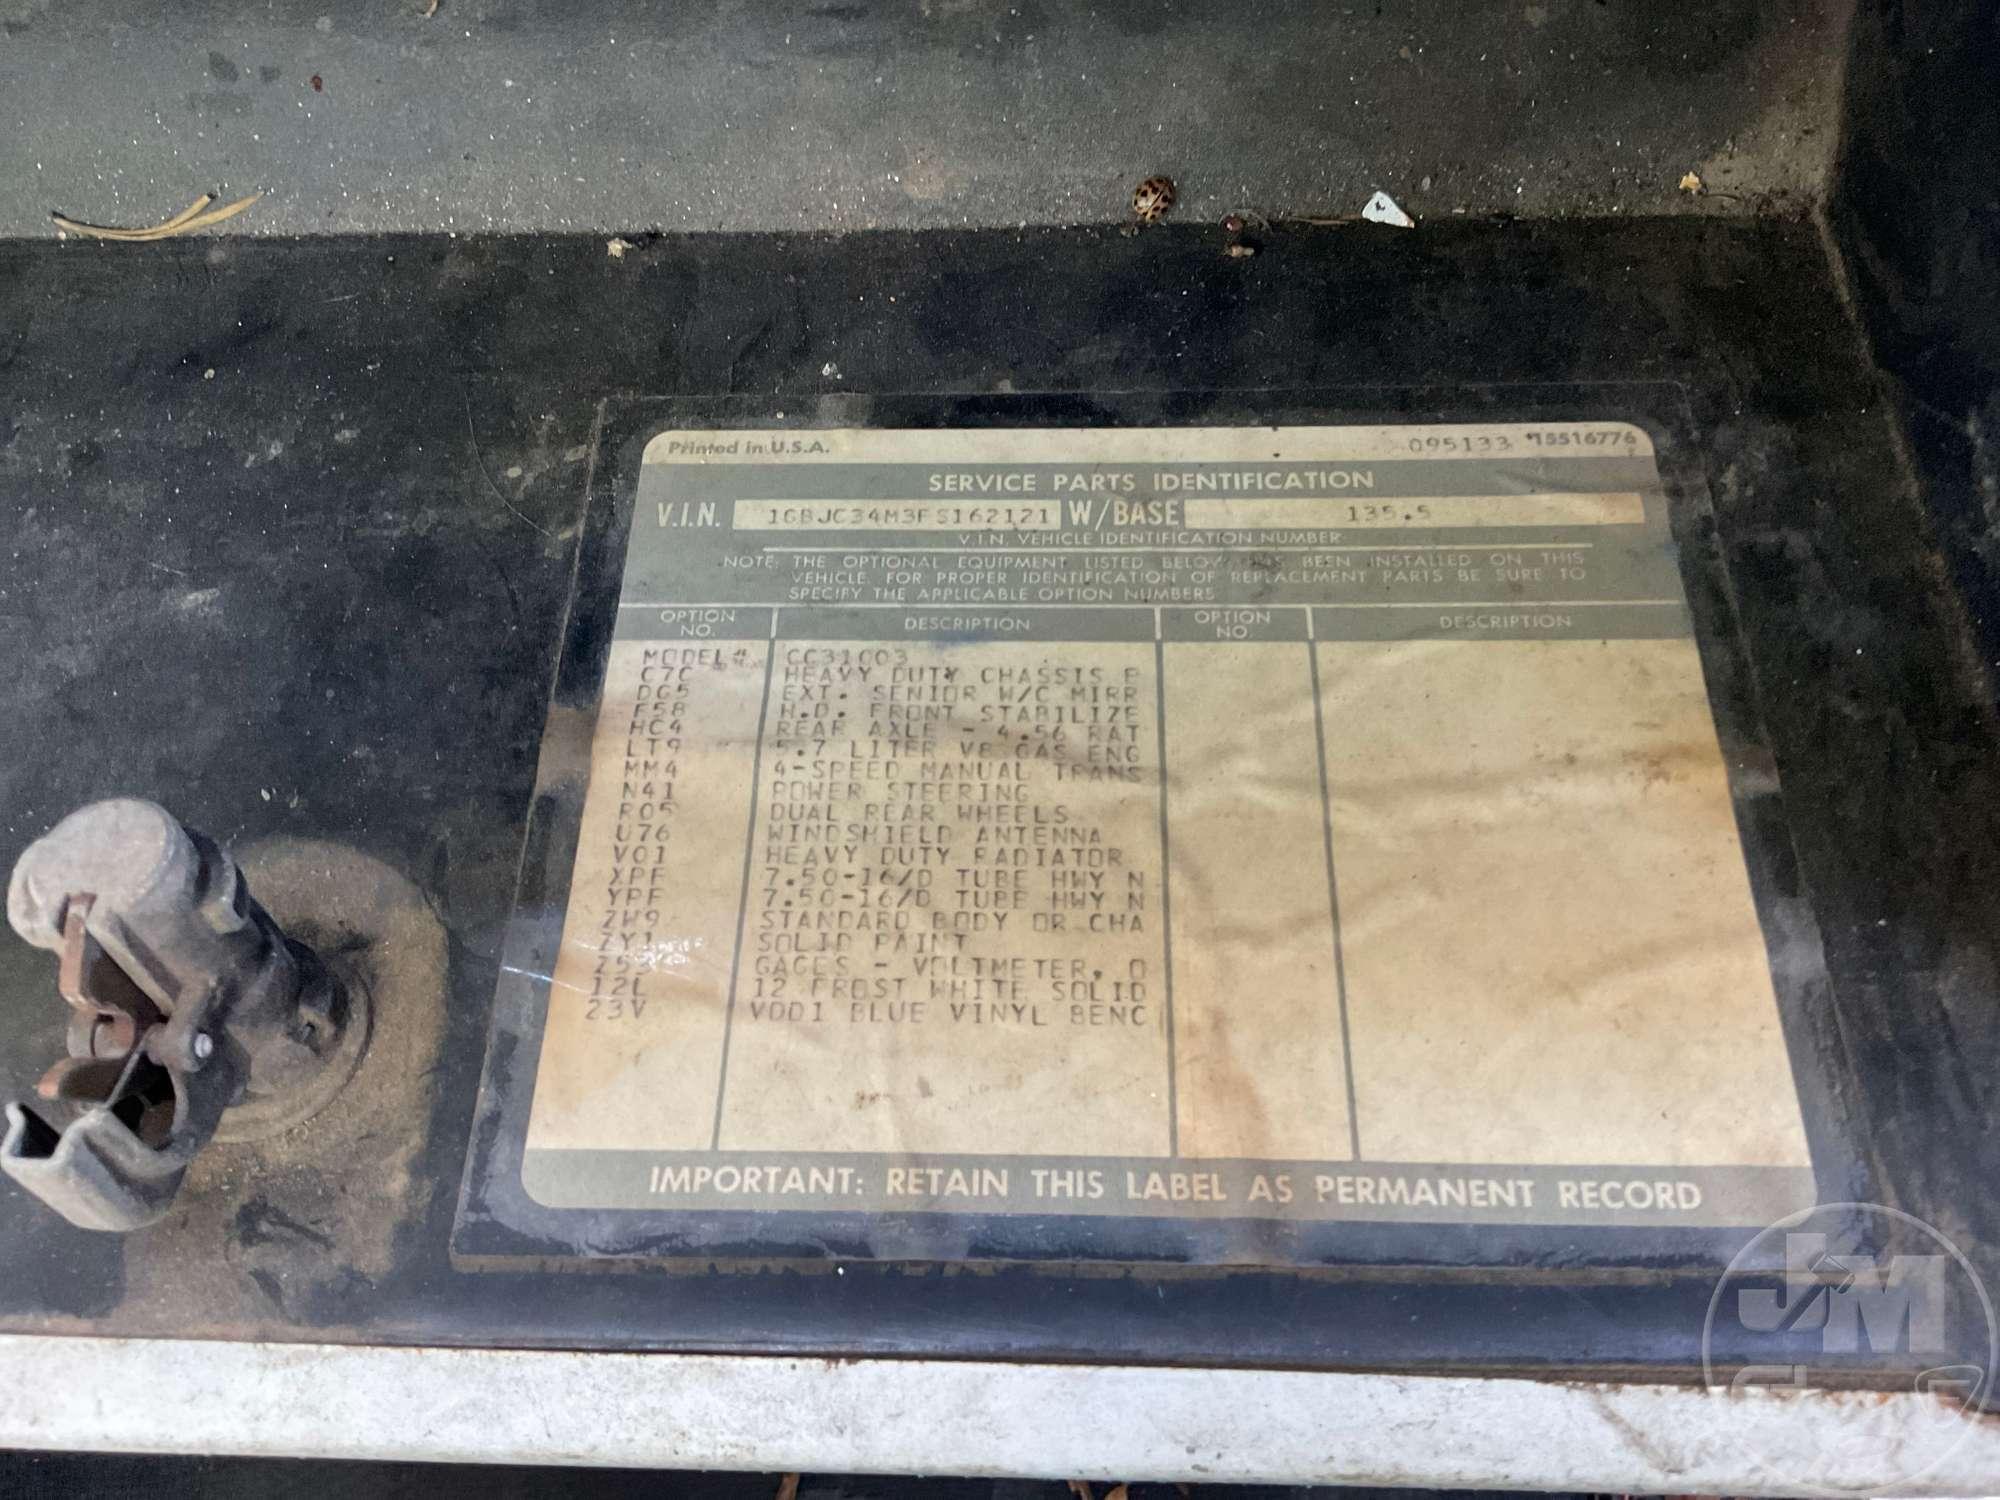 Printed in U.S.A. 095133 15516776
SERVICE PARTS IDENTIFICATION
V.I.N. 1GBJC34M3FS162121 W/BASE 135.5
V.I.N. VEHICLE IDENTIFICATION NUMBER
NOTE: THE OPTIONAL EQUIPMENT LISTED BELOW HAS BEEN INSTALLED ON THIS
VEHICLE. FOR PROPER IDENTIFICATION OF REPLACEMENT PARTS BE SURE TO
SPECIFY THE APPLICABLE OPTION NUMBERS
OPTION NO. DESCRIPTION OPTION NO. DESCRIPTION
MODEL# CC31003
C7C HEAVY DUTY CHASSIS E
DG5 EXT. SENIOR W/C MIRR
F58 H.D. FRONT STABILIZE
HC4 REAR AXLE - 4.56 RAT
LT9 5.7 LITER V8 GAS ENG
MM4 4-SPEED MANUAL TRANS
N41 POWER STEERING
R05 DUAL REAR WHEELS
U76 WINDSHIELD ANTENNA
V01 HEAVY DUTY RADIATOR
XPF 7.50-16/D TUBE HWY N
YPF 7.50-16/D TUBE HWY N
ZW9 STANDARD BODY OR CHA
ZY1 SOLID PAINT
GAGES - VOLTMETER, O
12L 12 FROST WHITE SOLID
23V VDD1 BLUE VINYL BENC
IMPORTANT: RETAIN THIS LABEL AS PERMANENT RECORD
JM